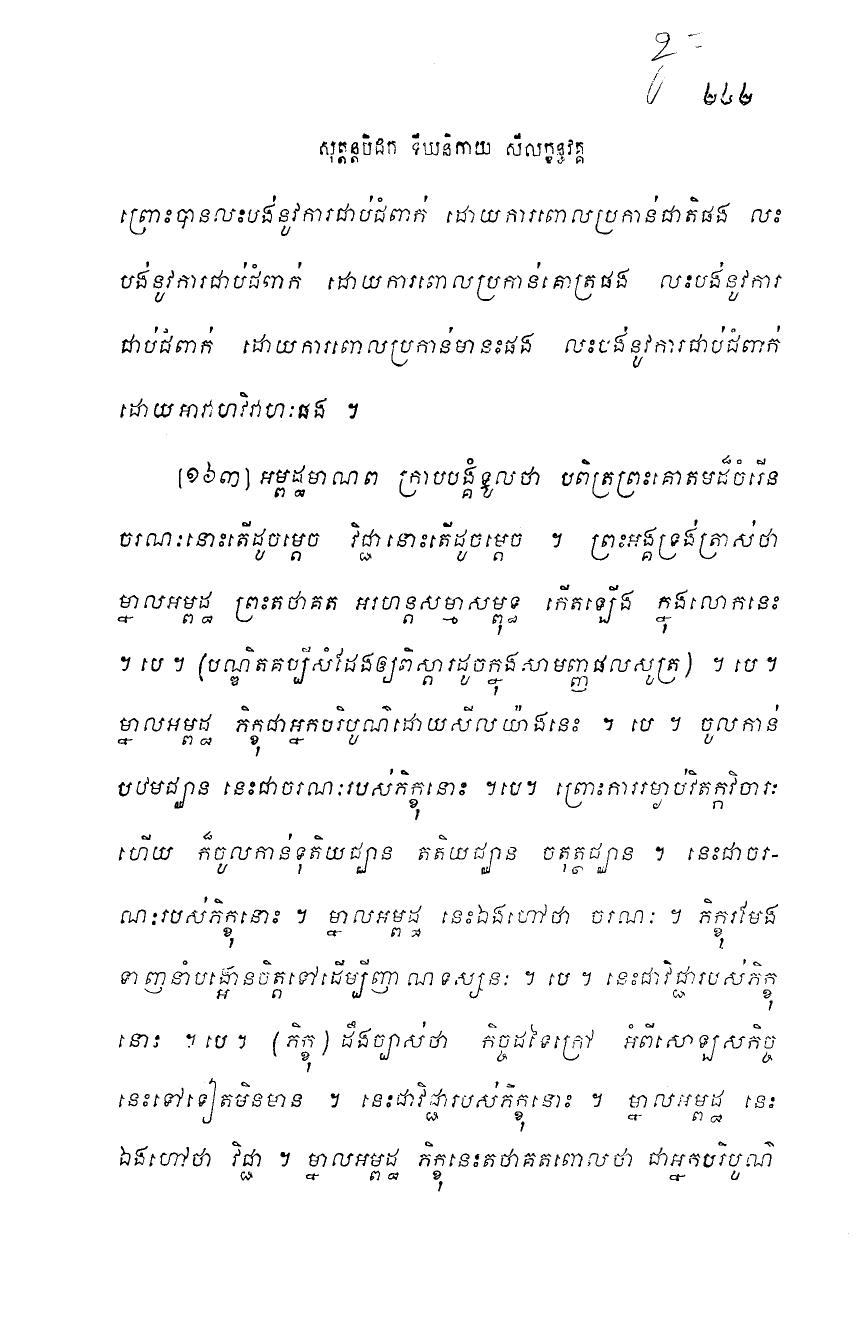 ២៤២
សុត្តន្តបិដក ទីឃនិកាយ សីលក្ខន្ធវគ្គ
ព្រោះបានលះបង់នូវការជាប់ជំពាក់ ដោយការពោលប្រកាន់ជាតិផង លះ
បង់នូវការជាប់ជំពាក់ ដោយការពោលប្រកាន់គោត្រផង លះបង់នូវការ
ជាប់ជំពាក់ ដោយការពោលប្រកាន់មានះផង លះបង់នូវការជាប់ជំពាក់
ដោយអាវាហវិវាហៈផង ។
[១៦៣] អម្ពដ្ឋមាណព ក្រាបបង្គំទូលថា បពិត្រព្រះគោតមដ៏ចំរើន
ចរណៈនោះតើដូចម្តេច វិជ្ជានោះតើដូចម្តេច ។ ព្រះអង្គទ្រង់ត្រាស់ថា
ម្នាលអម្ពដ្ឋ ព្រះតថាគត អរហន្តសម្មាសម្ពុទ្ធ កើតឡើង ក្នុងលោកនេះ
។ បេ ។ (បណ្ឌិតគប្បីសំដែងឲ្យពិស្តារដូចក្នុងសាមញ្ញផលសូត្រ) ។ បេ ។
ម្នាលអម្ពដ្ឋ ភិក្ខុជាអ្នកបរិបូណ៌ដោយសីលយ៉ាងនេះ ។ បេ ។ ចូលកាន់
បឋមជ្ឈាន នេះជាចរណៈរបស់ភិក្ខុនោះ ។បេ។ ព្រោះការរម្ងាប់វិតក្កវិចារៈ
ហើយ ក៏ចូលកាន់ទុតិយជ្ឈាន តតិយជ្ឈាន ចតុត្ថជ្ឈាន ។ នេះជាចរ-
ណៈរបស់ភិក្ខុនោះ ។ ម្នាលអម្ពដ្ឋ នេះឯងហៅថា ចរណៈ ។ ភិក្ខុរមែង
ទាញនាំបង្អោនចិត្តទៅដើម្បីញាណទស្សនៈ ។ បេ ។ នេះជាវិជ្ជារបស់ភិក្ខុ
នោះ ។ បេ ។ (ភិក្ខុ) ដឹងច្បាស់ថា កិច្ចដទៃក្រៅ អំពីសោឡសកិច្ច
នេះទៅទៀតមិនមាន ។ នេះជាវិជ្ជារបស់ភិក្ខុនោះ ។ ម្នាលអម្ពដ្ឋ នេះ
ឯងហៅថា វិជ្ជា ។ ម្នាលអម្ពដ្ឋ ភិក្ខុនេះតថាគតពោលថា ជាអ្នកបរិបូណ៌